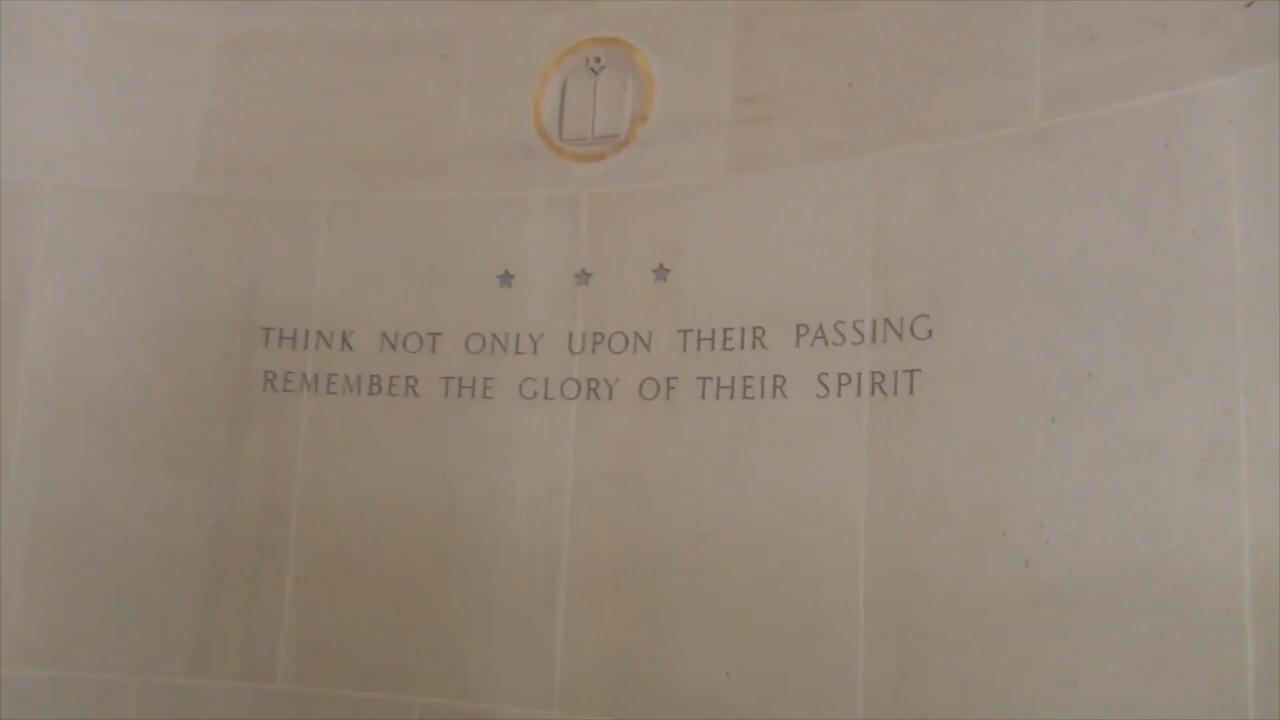 THINK NOT ONLY UPON THEIR PASSING
REMEMBER THE GLORY OF THEIR SPIRIT